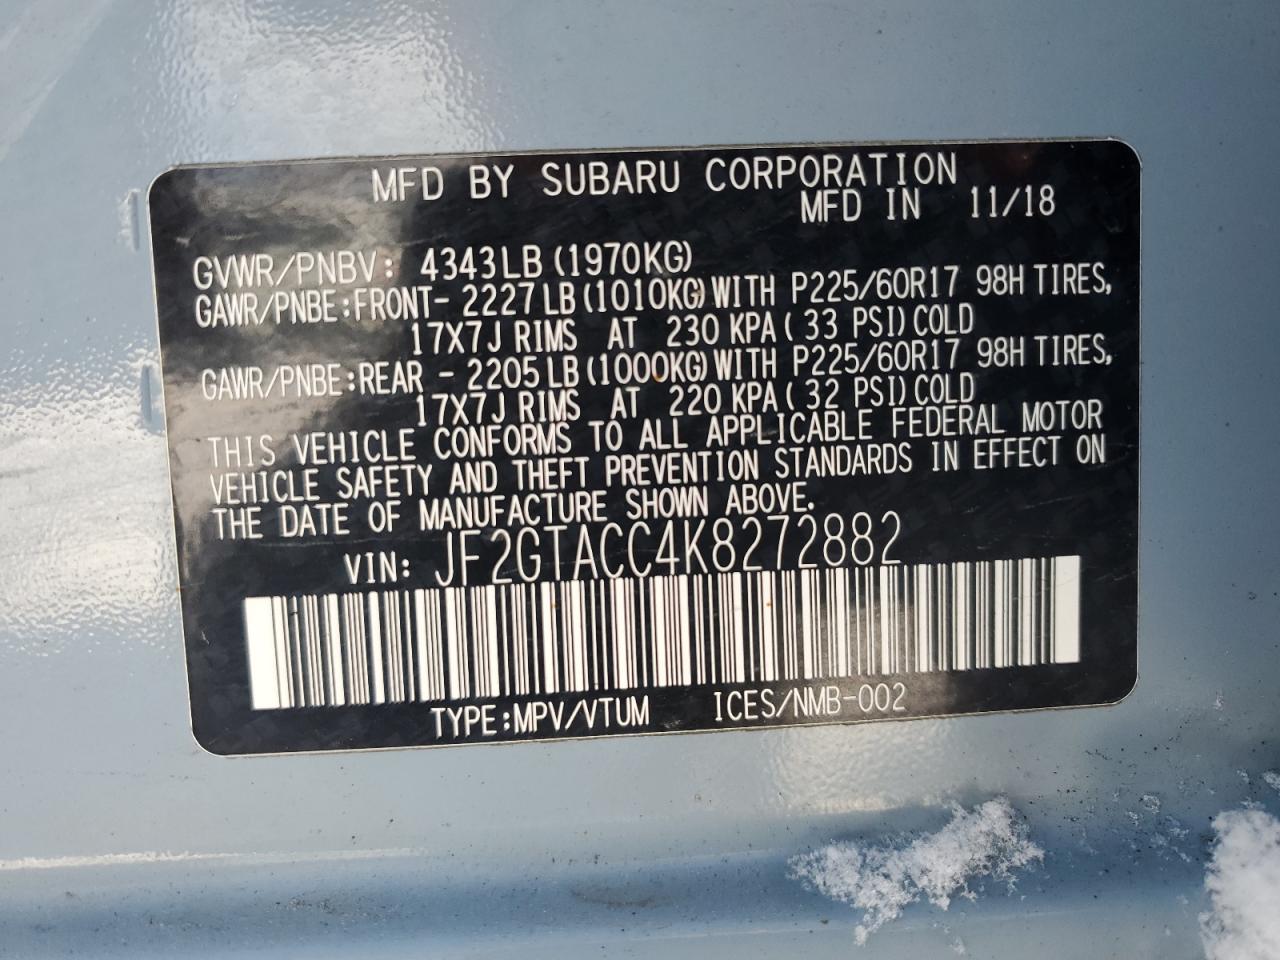 MFD BY SUBARU CORPORATION
MFD IN 11/18
GVWR/PNBV: 4343LB(1970KG)
GAWR/PNBE:FRONT- 2227LB(1010KG)WITH P225/60R17 98H TIRES,
17X7J RIMS AT 230 KPA( 33 PSI)COLD
GAWR/PNBE:REAR - 2205LB(1000KG)WITH P225/60R17 98H TIRES,
17X7J RIMS AT 220 KPA( 32 PSI)COLD
THIS VEHICLE CONFORMS TO ALL APPLICABLE FEDERAL MOTOR
VEHICLE SAFETY AND THEFT PREVENTION STANDARDS IN EFFECT ON
THE DATE OF MANUFACTURE SHOWN ABOVE.
VIN: JF2GTACC4K8272882
TYPE:MPV/VTUM ICES/NMB-002